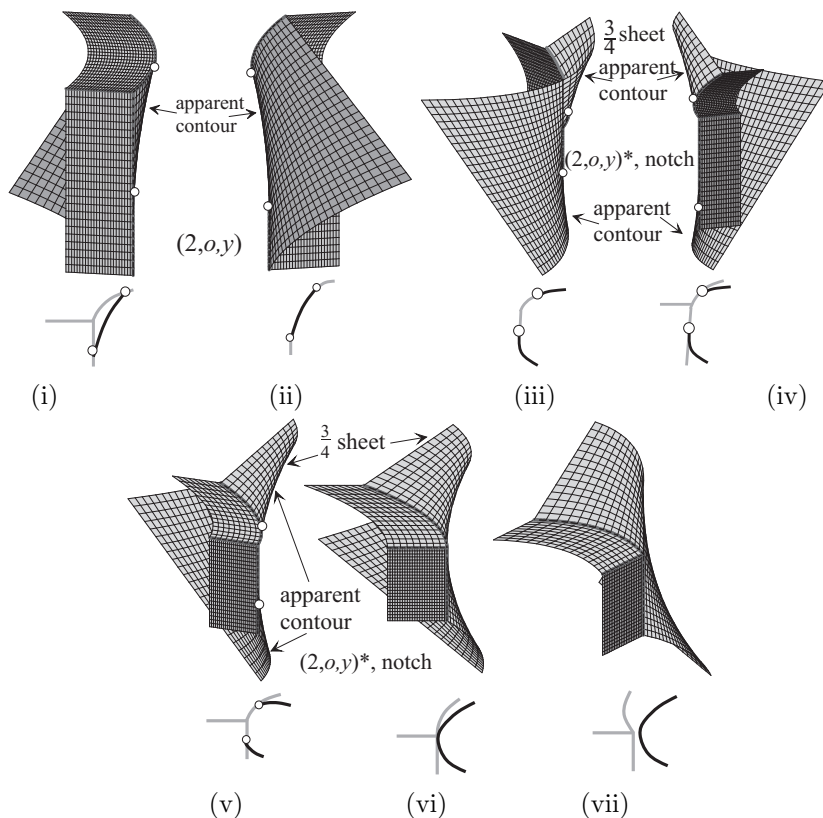 3/4 sheet
apparent
contour
apparent
contour
(2,o,y)*, notch
(2,o,y)
apparent
contour
(i) (ii) (iii) (iv)
3/4 sheet
apparent
contour
(2,o,y)*, notch
(v) (vi) (vii)